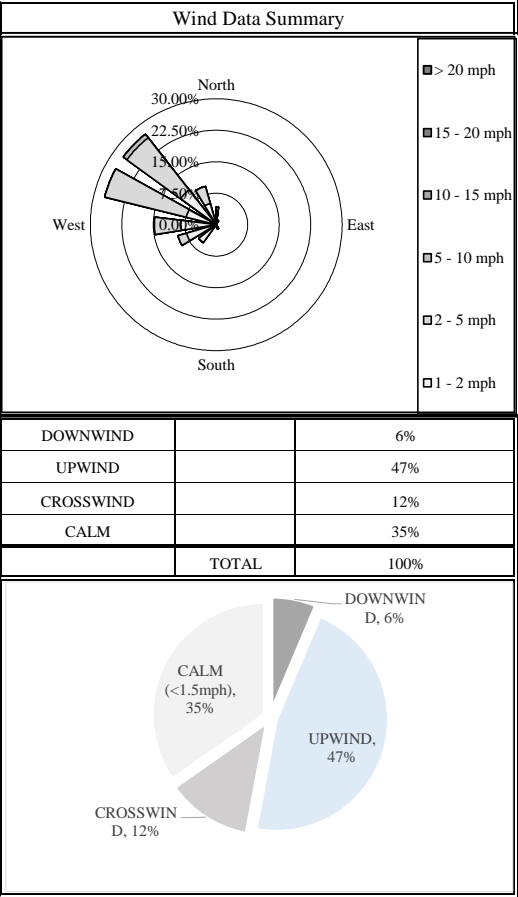 Wind Data Summary
North
30.00%
22.50%
15.00%
7.50%
0.00%
West
East
South
> 20 mph
15 - 20 mph
10 - 15 mph
5 - 10 mph
2 - 5 mph
1 - 2 mph
DOWNWIND 6%
UPWIND 47%
CROSSWIND 12%
CALM 35%
TOTAL 100%
DOWNWIN
D, 6%
CALM
(<1.5mph),
35%
UPWIND,
47%
CROSSWIN
D, 12%